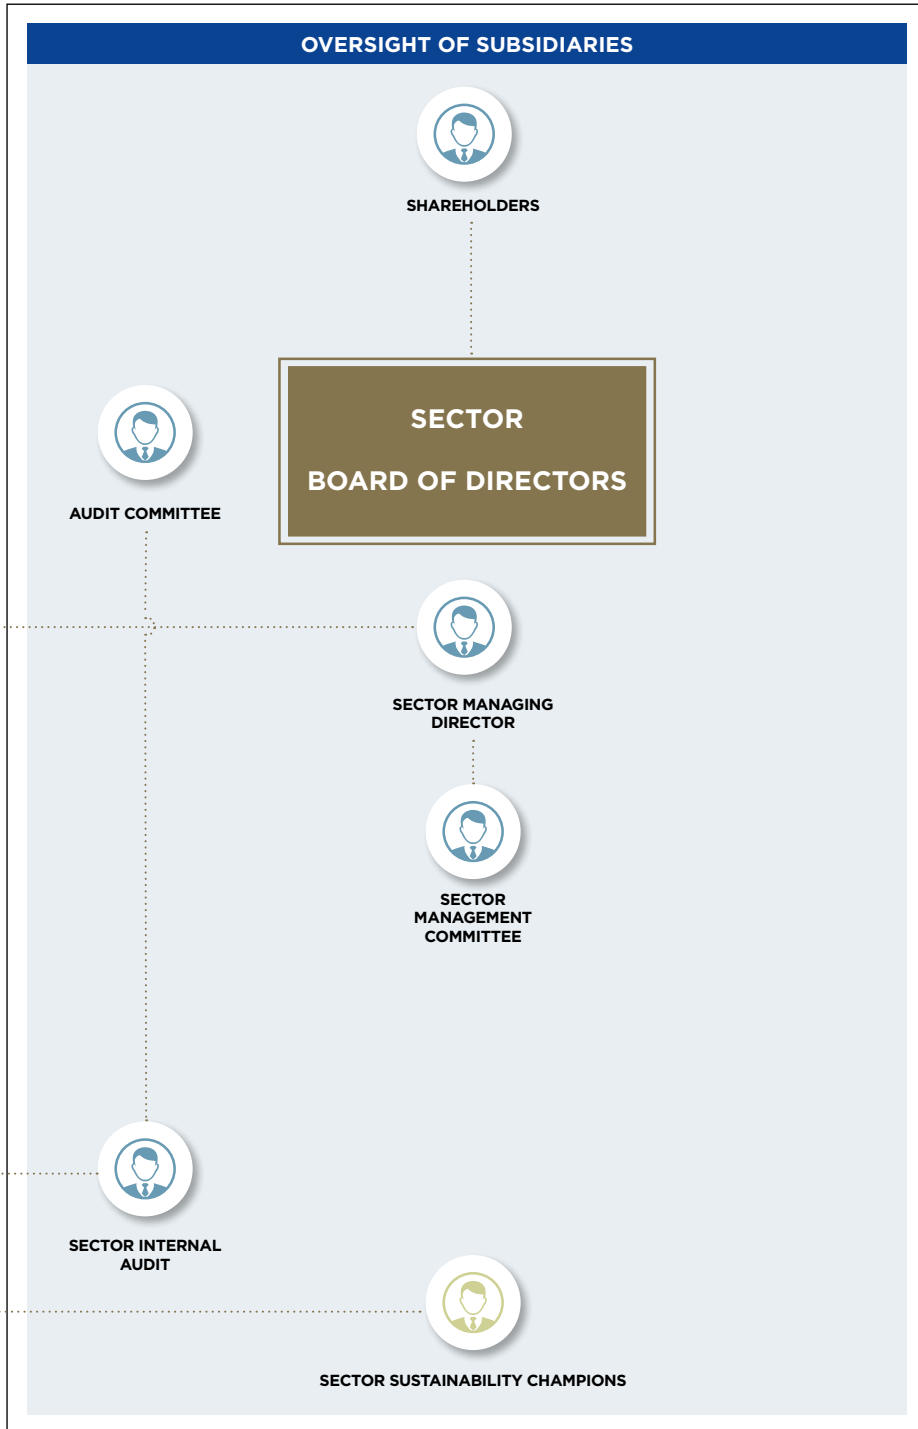 OVERSIGHT OF SUBSIDIARIES
SHAREHOLDERS
SECTOR
BOARD OF DIRECTORS
AUDIT COMMITTEE
SECTOR MANAGING
DIRECTOR
SECTOR
MANAGEMENT
COMMITTEE
SECTOR INTERNAL
AUDIT
SECTOR SUSTAINABILITY CHAMPIONS